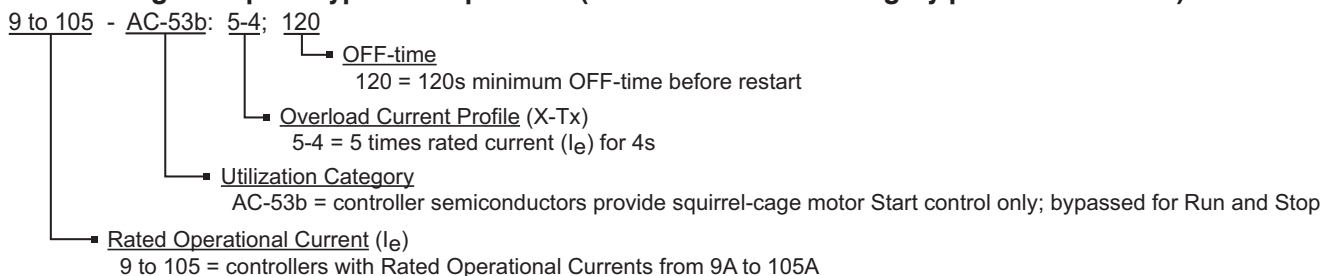 9 to 105 - AC-53b: 5-4; 120
OFF-time
120 = 120s minimum OFF-time before restart
Overload Current Profile (X-Tx)
5-4 = 5 times rated current (Ie) for 4s
Utilization Category
AC-53b = controller semiconductors provide squirrel-cage motor Start control only; bypassed for Run and Stop
Rated Operational Current (Ie)
9 to 105 = controllers with Rated Operational Currents from 9A to 105A